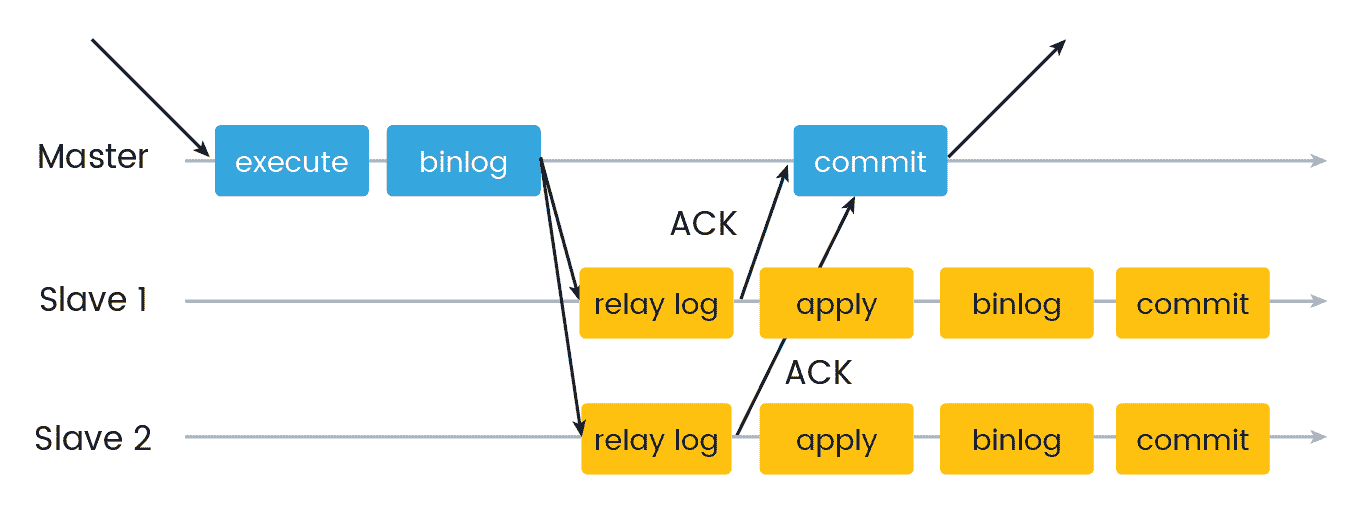 Master
execute
binlog
commit
ACK
Slave 1
relay log
apply
binlog
commit
ACK
Slave 2
relay log
apply
binlog
commit